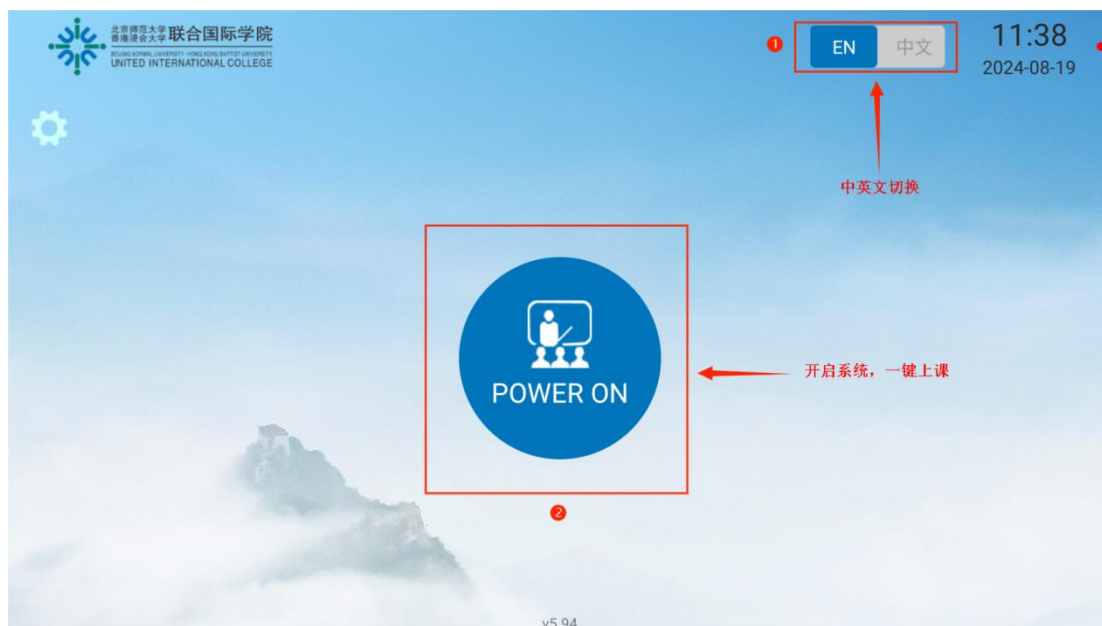 北京师范大学
香港浸会大学 联合国际学院
BEIJING NORMAL UNIVERSITY · HONG KONG BAPTIST UNIVERSITY
UNITED INTERNATIONAL COLLEGE
1
EN 中文
11:38
2024-08-19
中英文切换
POWER ON
开启系统，一键上课
2
v5.94